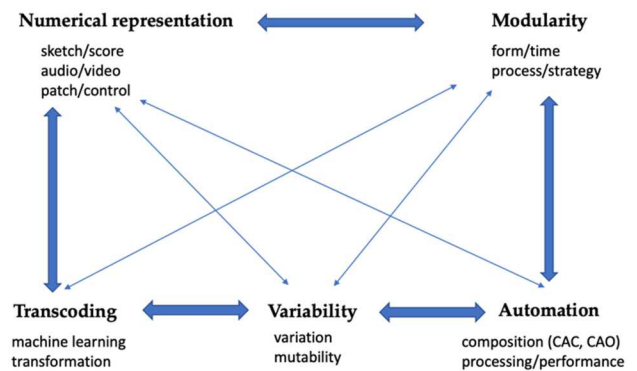 Numerical representation
sketch/score
audio/video
patch/control
Modularity
form/time
process/strategy
Transcoding
machine learning
transformation
Variability
variation
mutability
Automation
composition (CAC, CAO)
processing/performance